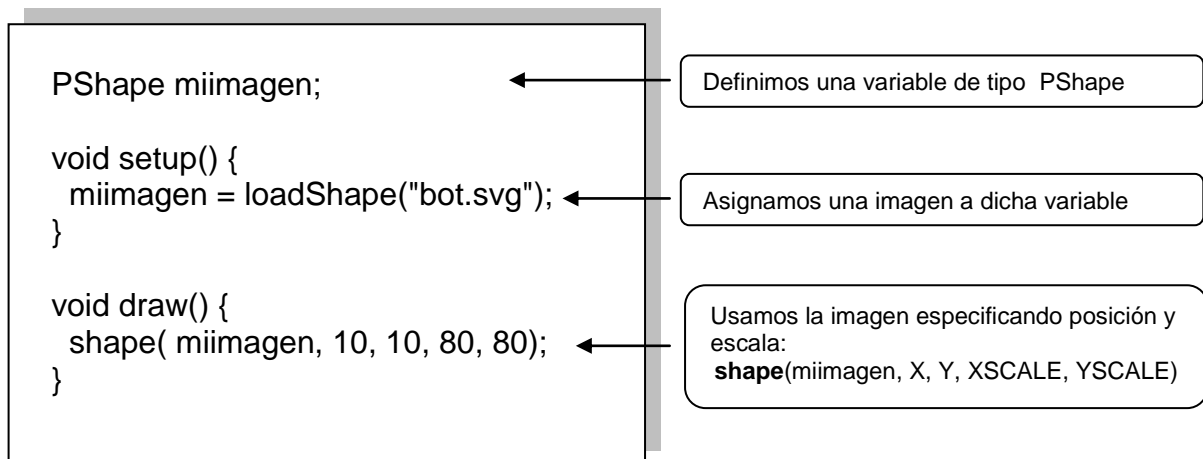 PShape miimagen;
void setup() {
miimagen = loadShape("bot.svg");
}
void draw() {
shape( miimagen, 10, 10, 80, 80);
}
Definimos una variable de tipo PShape
Asignamos una imagen a dicha variable
Usamos la imagen especificando posición y
escala:
shape(miimagen, X, Y, XSCALE, YSCALE)